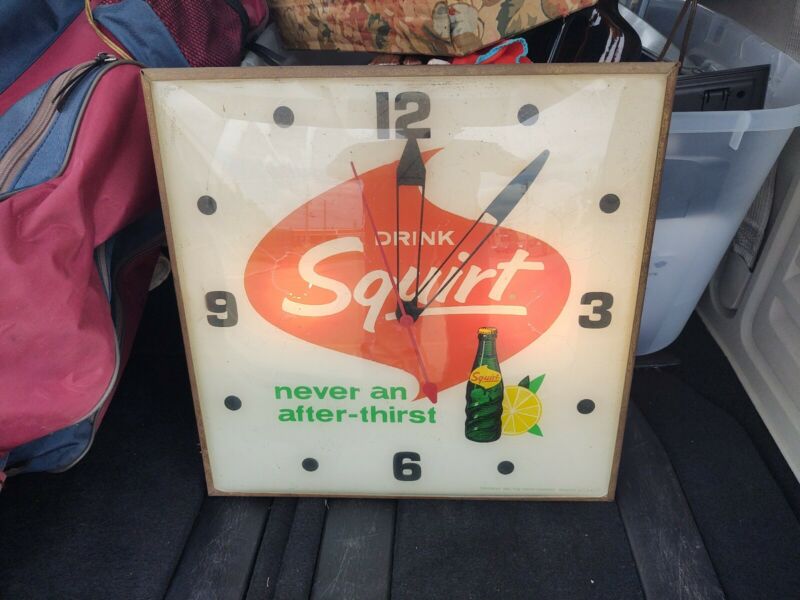 12
DRINK
Squirt
9
3
Squirt
never an
after-thirst
6